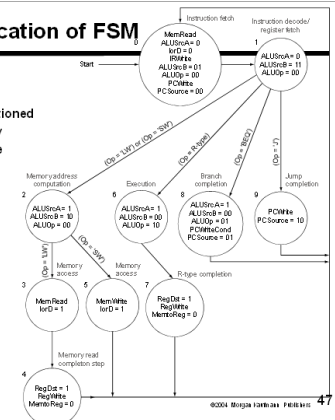 cation of FSM
Instruction fetch
Instruction decode/
register fetch
0
1
Start
MemRead
ALUSrcA = 0
IorD = 0
IRWrite
ALUSrcB = 01
ALUOp = 00
PCWrite
PCSource = 00
ALUSrcA = 0
ALUSrcB = 11
ALUOp = 00
tioned
(Op = 'LW') or (Op = 'SW')
(Op = R-type)
(Op = 'BEQ')
(Op = 'J')
Memory address
computation
Execution
Branch
completion
Jump
completion
2
6
8
9
ALUSrcA = 1
ALUSrcB = 10
ALUOp = 00
ALUSrcA = 1
ALUSrcB = 00
ALUOp = 10
ALUSrcA = 1
ALUSrcB = 00
ALUOp = 01
PCWriteCond
PCSource = 01
PCWrite
PCSource = 10
(Op = 'LW')
(Op = 'SW')
Memory
access
Memory
access
R-type completion
3
5
7
MemRead
IorD = 1
MemWrite
IorD = 1
RegDst = 1
RegWrite
MemtoReg = 0
Memory read
completion step
4
RegDst = 1
RegWrite
MemtoReg = 0
©2004 Morgan Kaufmann Publishers 47